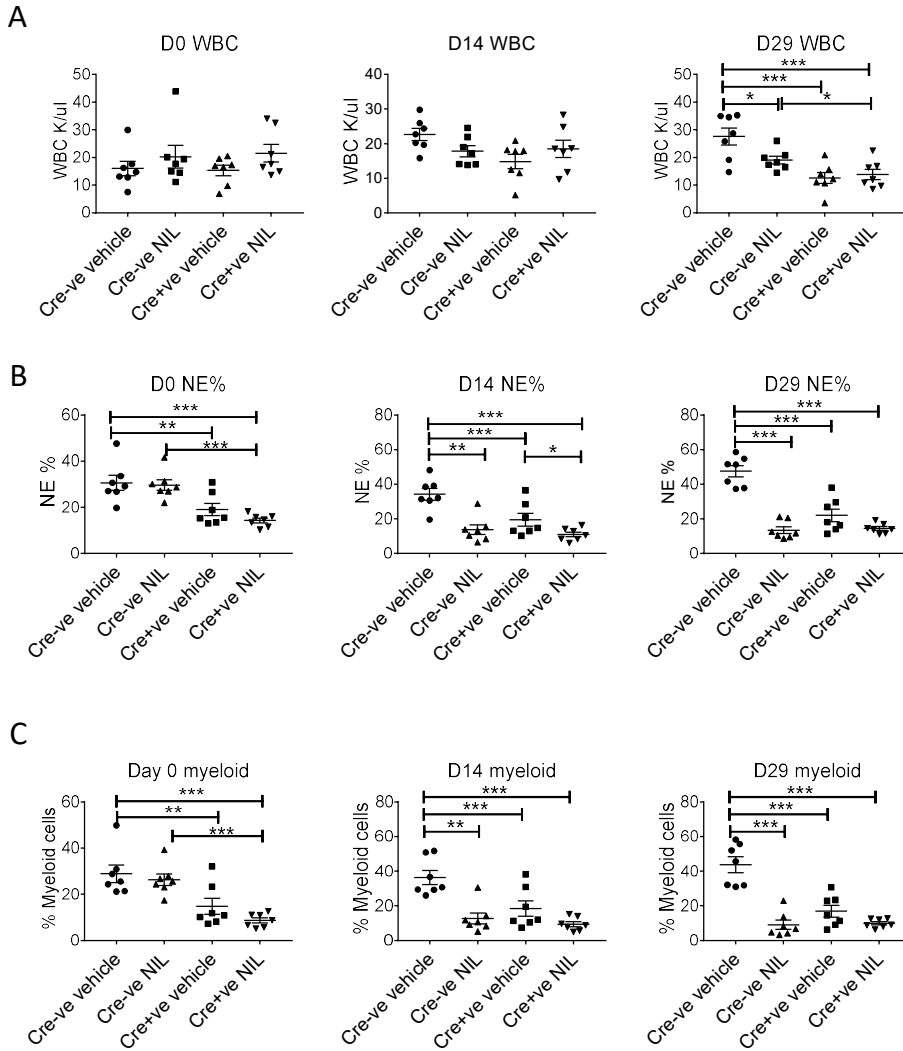 A
D0 WBC
WBC K/ul
50
40
30
20
10
0
Cre-ve vehicle
Cre-ve NIL
Cre+ve vehicle
Cre+ve NIL
D14 WBC
WBC K/ul
40
30
20
10
0
Cre-ve vehicle
Cre-ve NIL
Cre+ve vehicle
Cre+ve NIL
D29 WBC
WBC K/ul
50
40
30
20
10
0
***
***
*
*
Cre-ve vehicle
Cre-ve NIL
Cre+ve vehicle
Cre+ve NIL
B
D0 NE%
NE %
60
40
20
0
***
**
***
Cre-ve vehicle
Cre-ve NIL
Cre+ve vehicle
Cre+ve NIL
D14 NE%
NE %
80
60
40
20
0
***
***
**
*
Cre-ve vehicle
Cre-ve NIL
Cre+ve vehicle
Cre+ve NIL
D29 NE%
NE %
80
60
40
20
0
***
***
***
Cre-ve vehicle
Cre-ve NIL
Cre+ve vehicle
Cre+ve NIL
C
Day 0 myeloid
% Myeloid cells
60
40
20
0
***
**
***
Cre-ve vehicle
Cre-ve NIL
Cre+ve vehicle
Cre+ve NIL
D14 myeloid
% Myeloid cells
80
60
40
20
0
***
***
**
Cre-ve vehicle
Cre-ve NIL
Cre+ve vehicle
Cre+ve NIL
D29 myeloid
% Myeloid cells
80
60
40
20
0
***
***
***
Cre-ve vehicle
Cre-ve NIL
Cre+ve vehicle
Cre+ve NIL